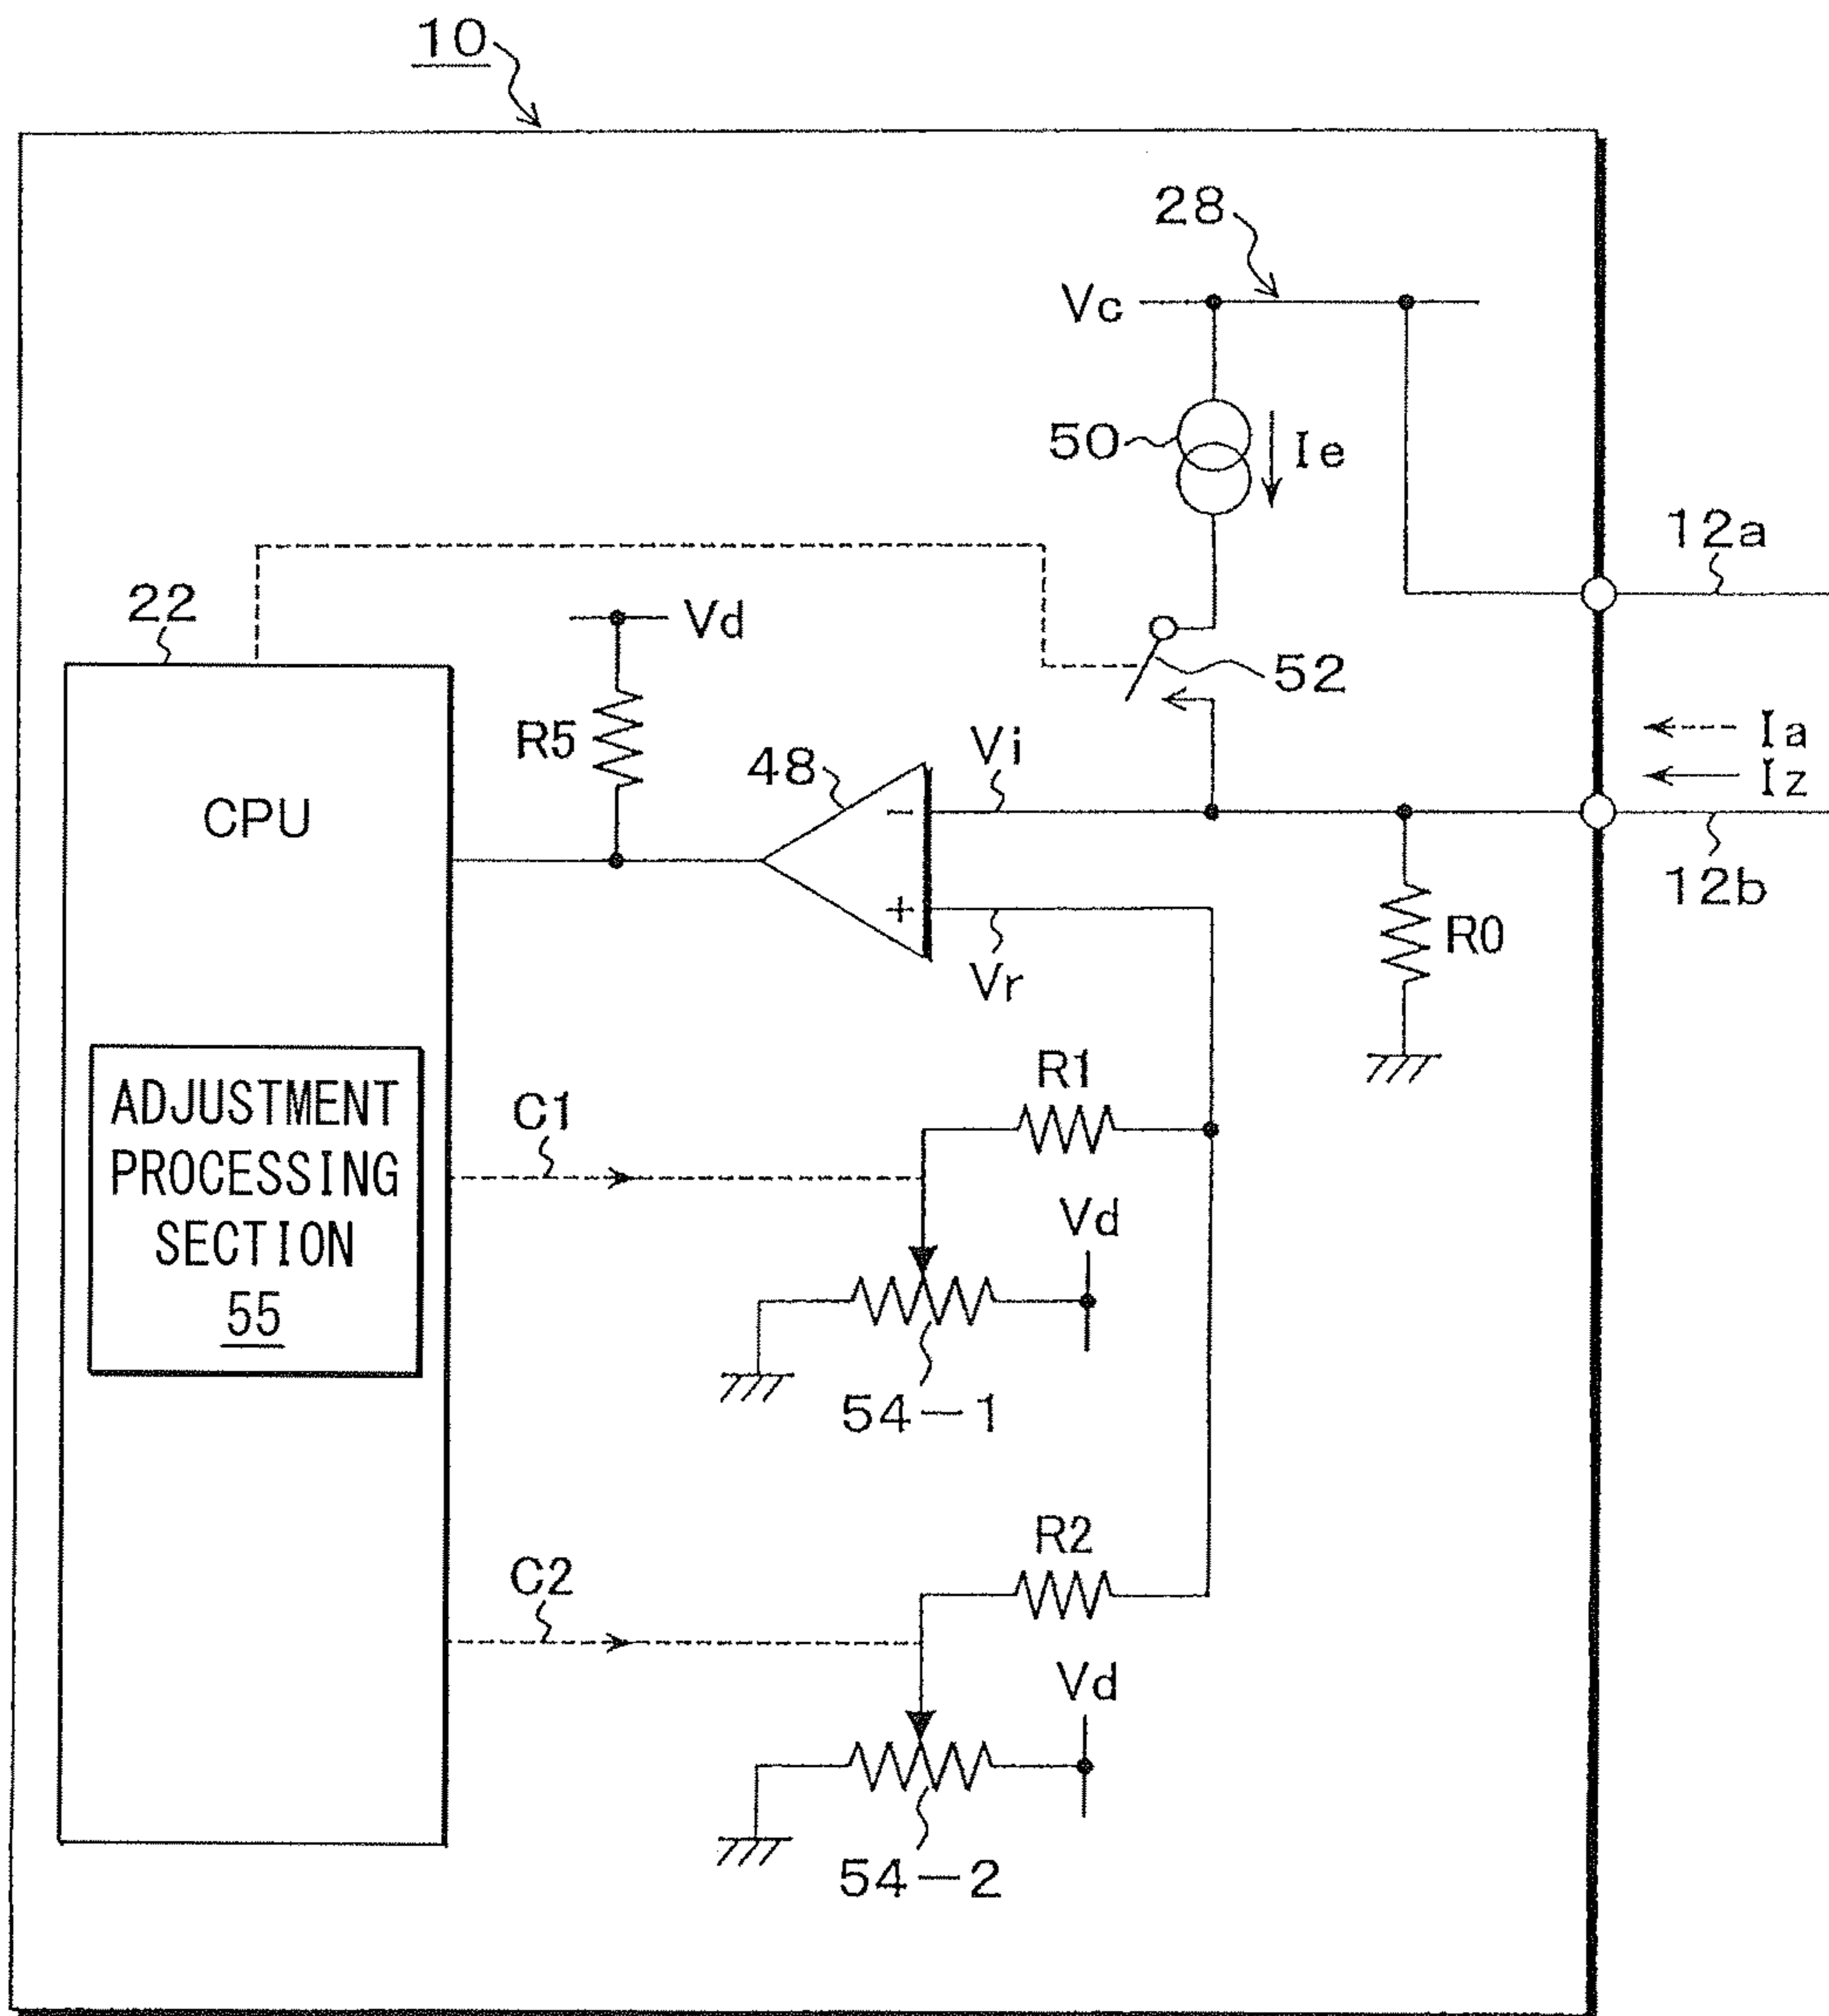 10
28
Vc
50
Ie
12a
22
Vd
52
R5
Ia
Vi
48
Iz
CPU
-
12b
+
R0
Vr
R1
ADJUSTMENT
PROCESSING
SECTION
55
C1
Vd
54-1
R2
C2
Vd
54-2